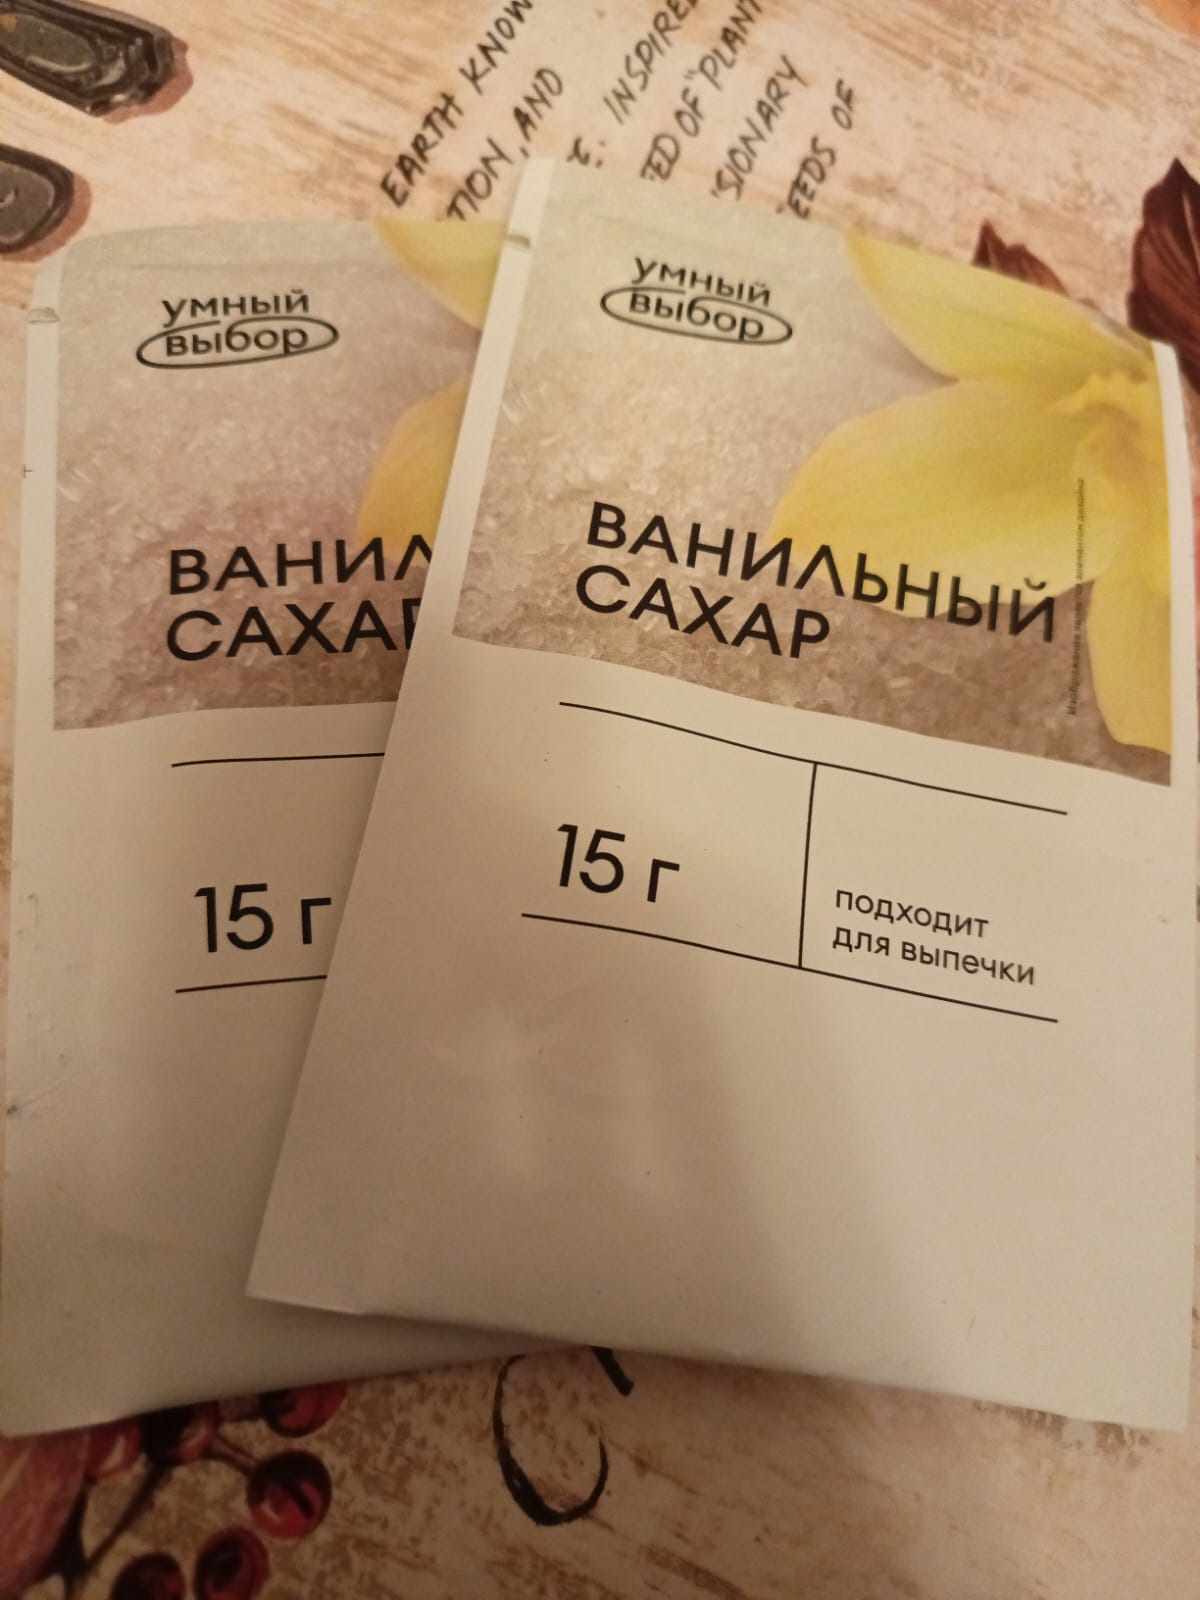 EARTH KNOW
TION, AND
E: INSPIRE
ED OF "PLANT
SIONARY
EEDS OF
умный
выбор
ВАНИЛ
САХАР
15 г
умный
выбор
ВАНИЛЬНЫЙ
САХАР
15 г
подходит
для выпечки